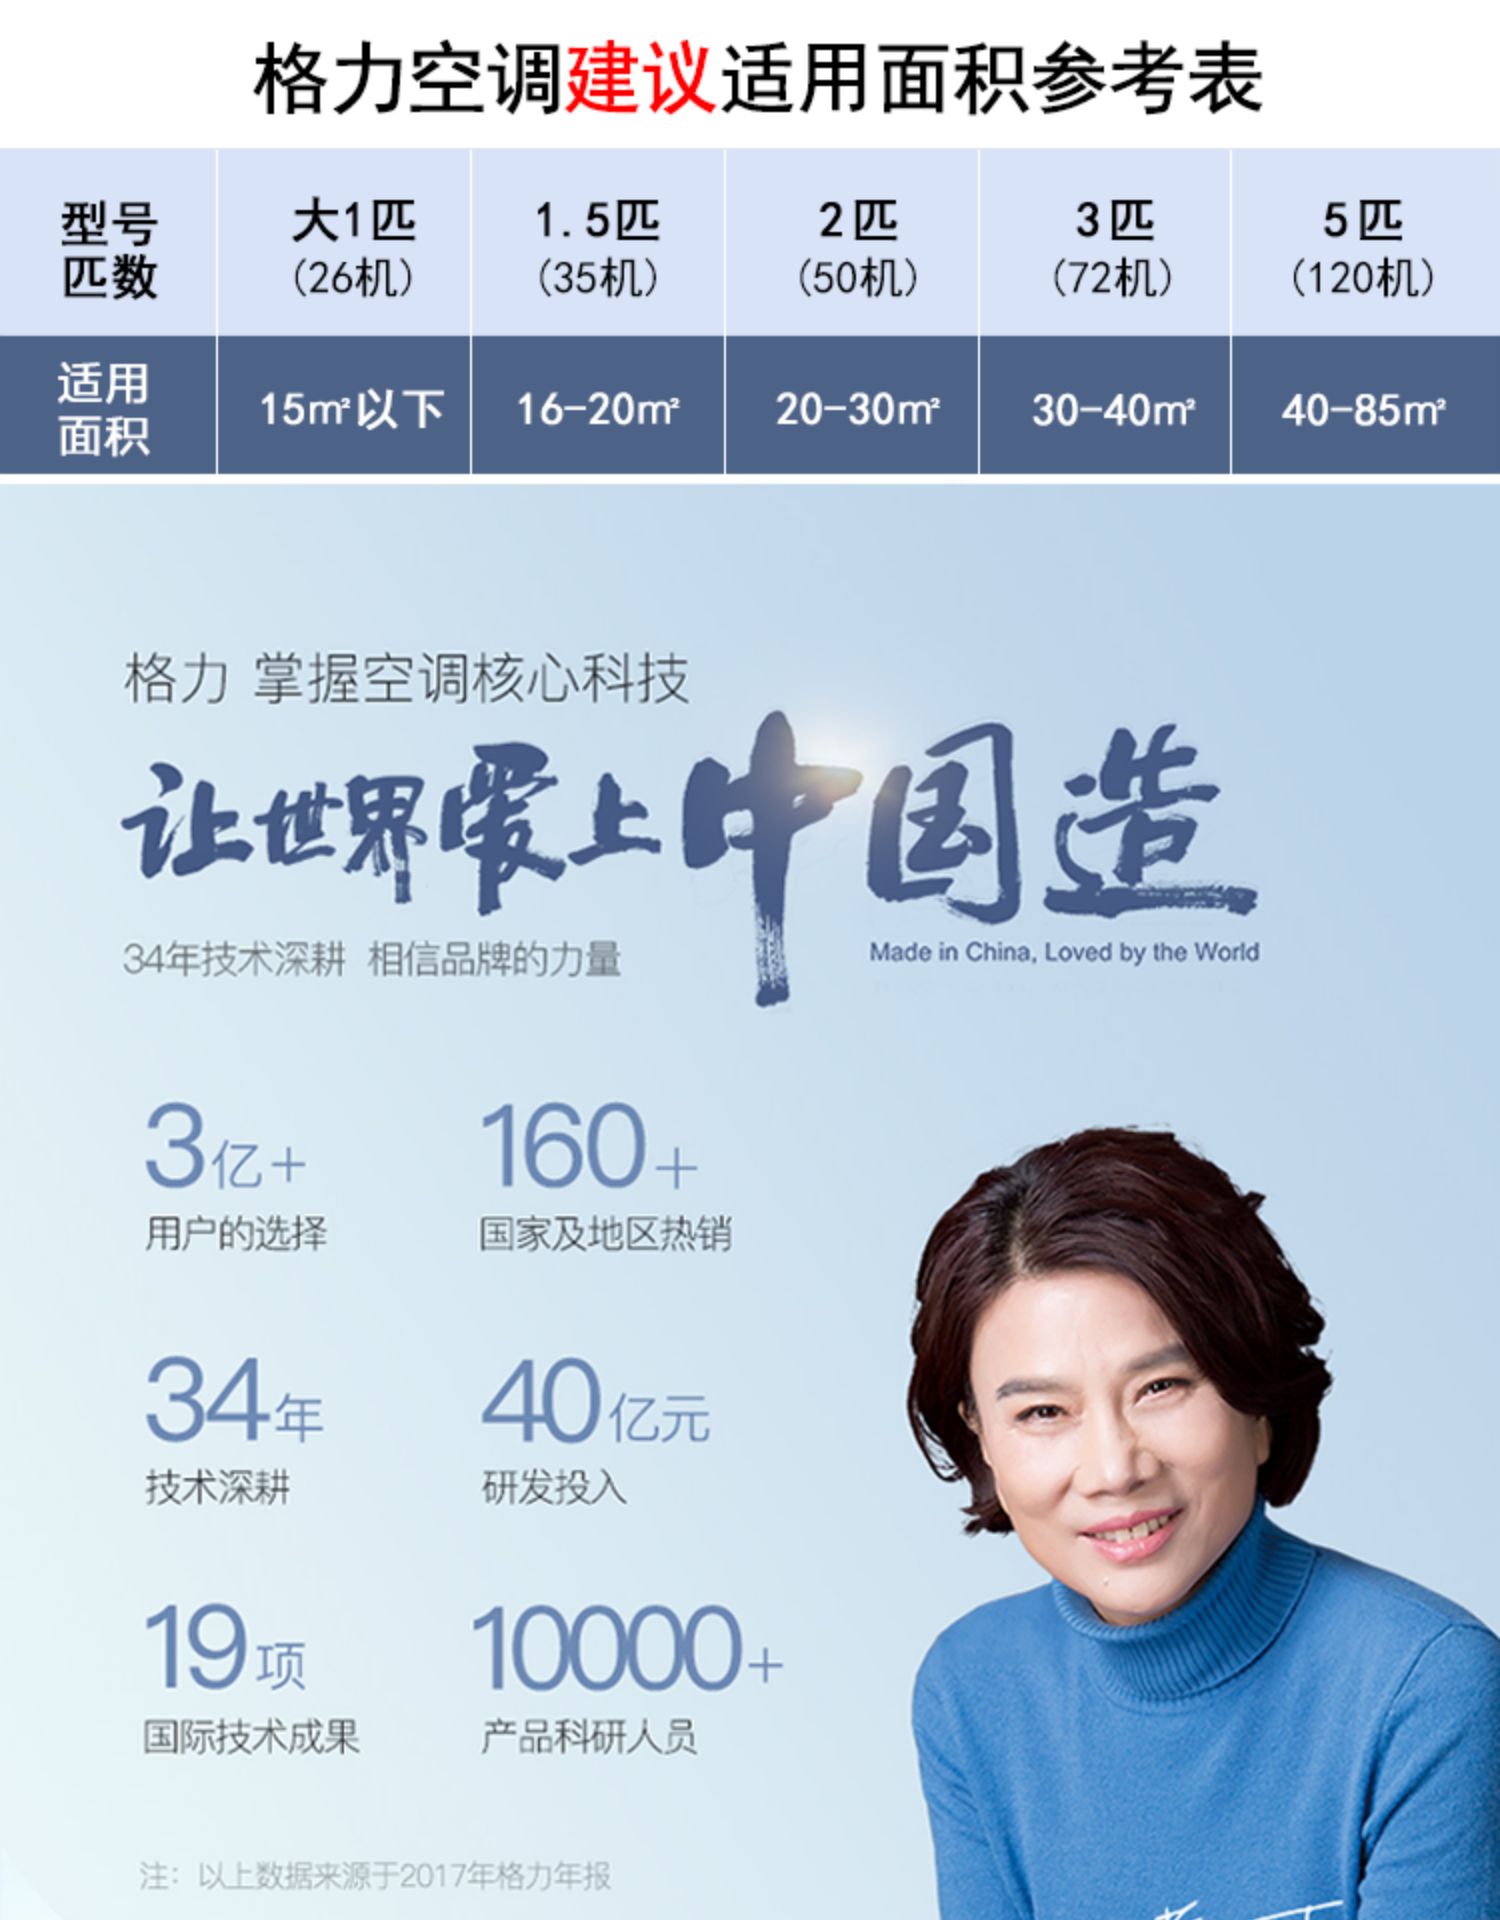 格力空调建议适用面积参考表
型号匹数 大1匹(26机) 1.5匹(35机) 2匹(50机) 3匹(72机) 5匹(120机)
适用面积 15㎡以下 16-20㎡ 20-30㎡ 30-40㎡ 40-85㎡
格力 掌握空调核心科技
让世界爱上中国造
34年技术深耕 相信品牌的力量
Made in China, Loved by the World
3亿+ 160+
用户的选择 国家及地区热销
34年 40亿元
技术深耕 研发投入
19项 10000+
国际技术成果 产品科研人员
注：以上数据来源于2017年格力年报